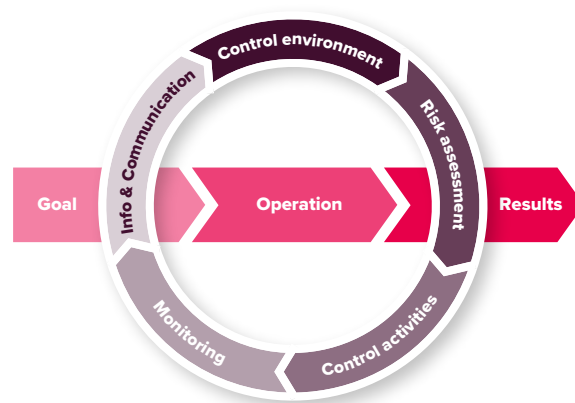 Control environment
Risk assessment
Control activities
Monitoring
Info & Communication
Goal
Operation
Results